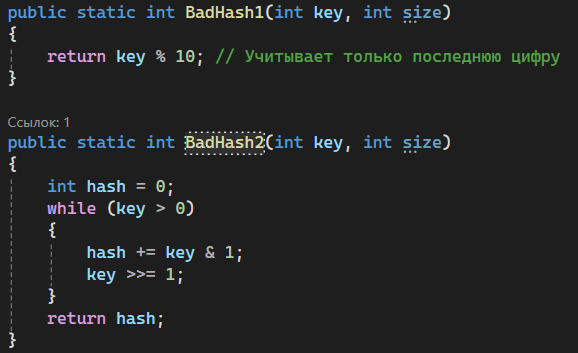 public static int BadHash1(int key, int size)
{
    return key % 10; // Учитывает только последнюю цифру
}
Ссылок: 1
public static int BadHash2(int key, int size)
{
    int hash = 0;
    while (key > 0)
    {
        hash += key & 1;
        key >>= 1;
    }
    return hash;
}